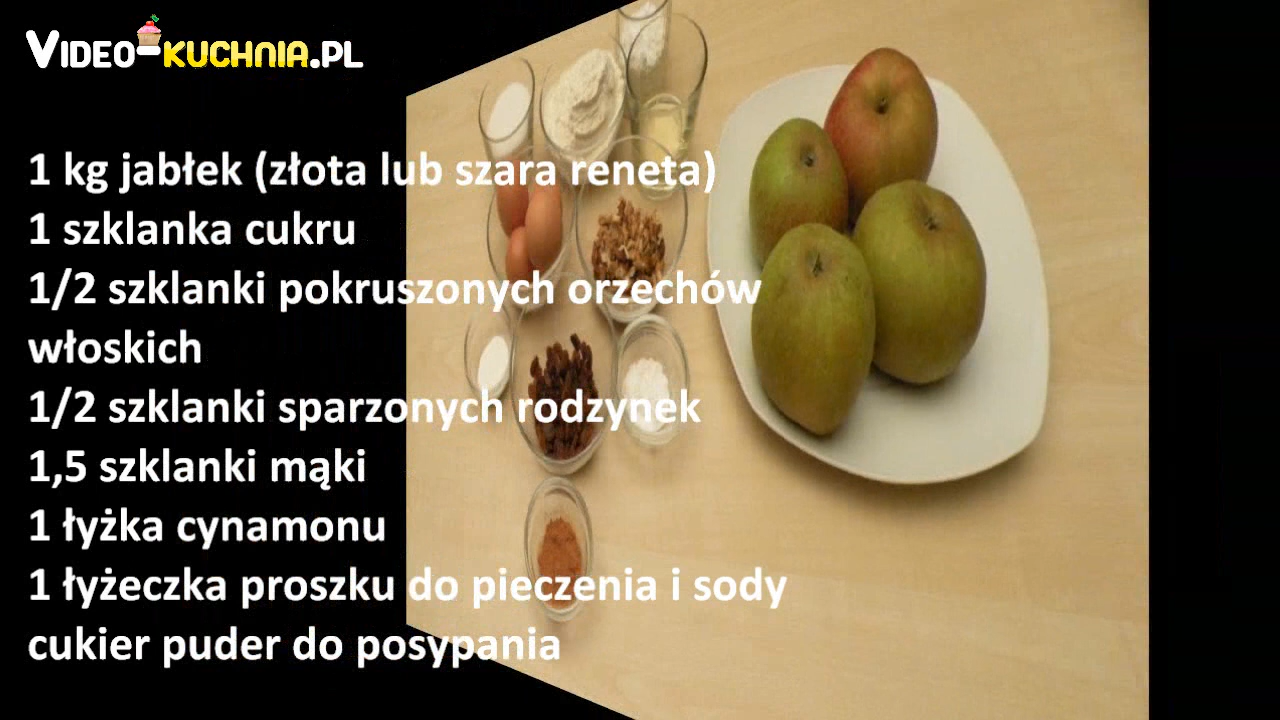 VIDEO-KUCHNIA.PL
1 kg jabłek (złota lub szara reneta)
1 szklanka cukru
1/2 szklanki pokruszonych orzechów
włoskich
1/2 szklanki sparzonych rodzynek
1,5 szklanki mąki
1 łyżka cynamonu
1 łyżeczka proszku do pieczenia i sody
cukier puder do posypania